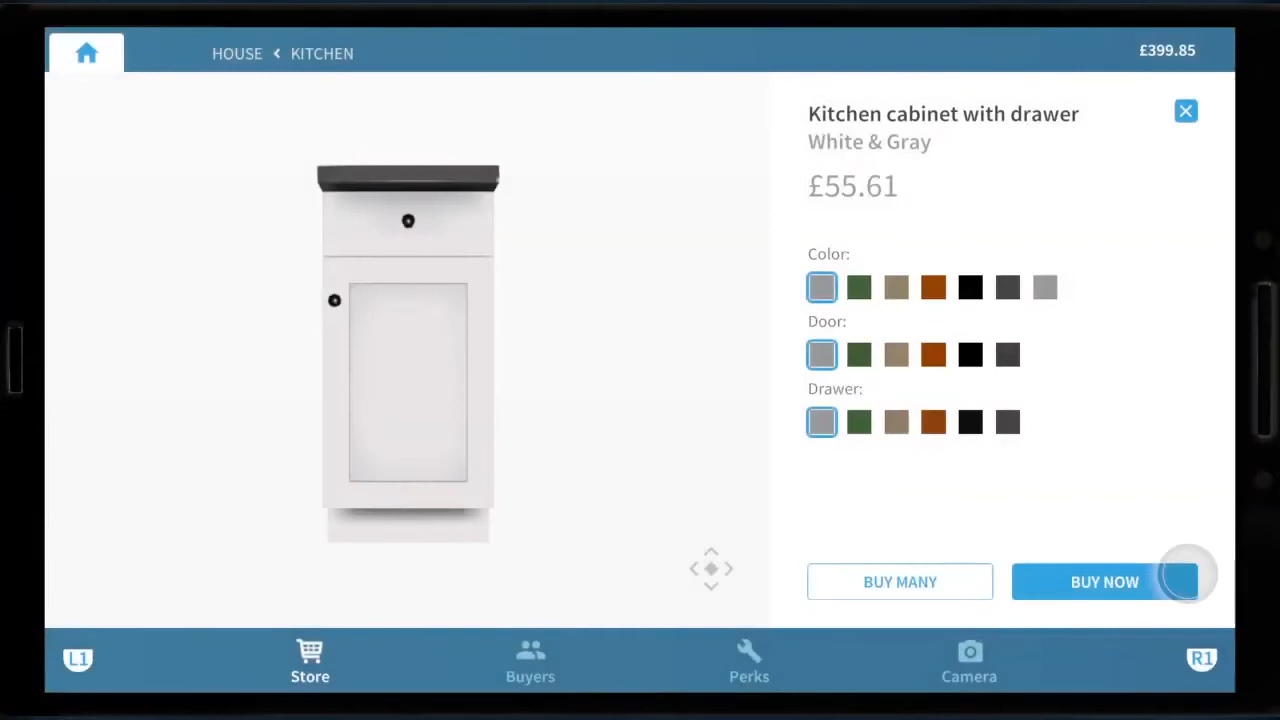 HOUSE < KITCHEN
£399.85
Kitchen cabinet with drawer
White & Gray
£55.61
Color:
Door:
Drawer:
BUY MANY
BUY NOW
L1
Store
Buyers
Perks
Camera
R1